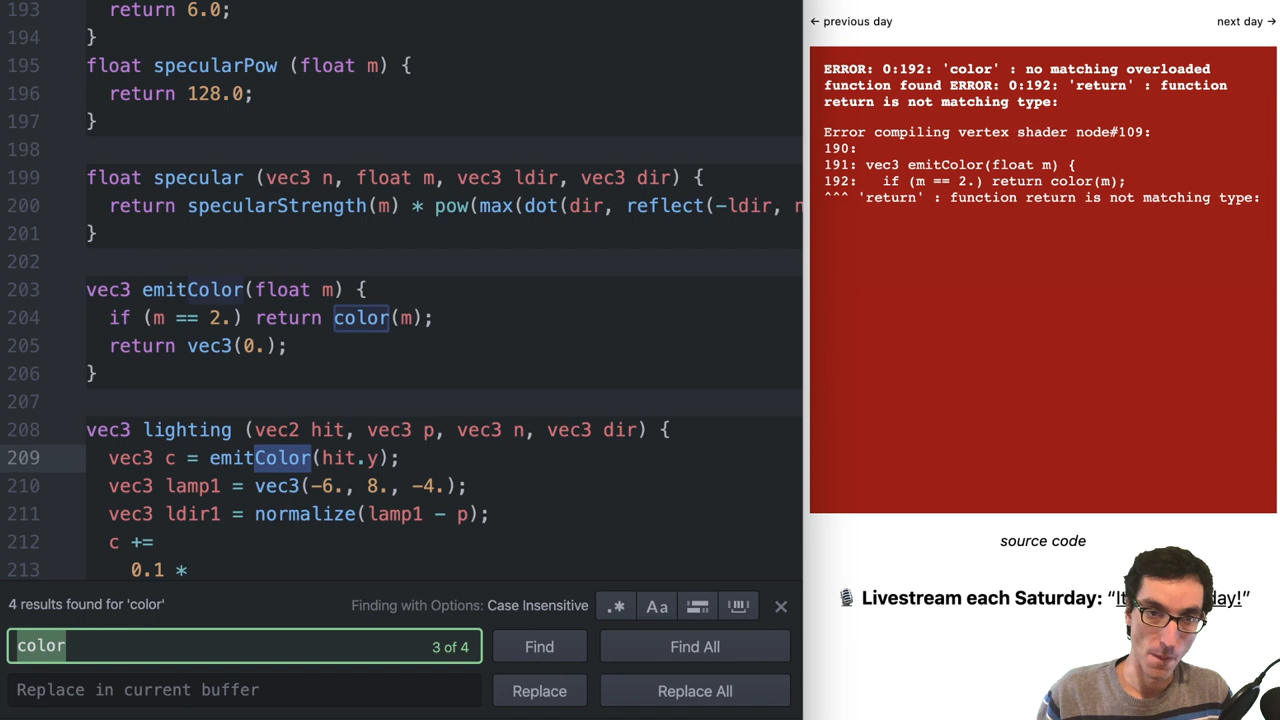 193 return 6.0;
194 }
195 float specularPow (float m) {
196 return 128.0;
197 }
198
199 float specular (vec3 n, float m, vec3 ldir, vec3 dir) {
200 return specularStrength(m) * pow(max(dot(dir, reflect(-ldir, n
201 }
202
203 vec3 emitColor(float m) {
204 if (m == 2.) return color(m);
205 return vec3(0.);
206 }
207
208 vec3 lighting (vec2 hit, vec3 p, vec3 n, vec3 dir) {
209 vec3 c = emitColor(hit.y);
210 vec3 lamp1 = vec3(-6., 8., -4.);
211 vec3 ldir1 = normalize(lamp1 - p);
212 c +=
213 0.1 *
4 results found for 'color'
Finding with Options: Case Insensitive
.* Aa
color 3 of 4
Find Find All
Replace in current buffer
Replace Replace All
← previous day next day →
ERROR: 0:192: 'color' : no matching overloaded
function found ERROR: 0:192: 'return' : function
return is not matching type:
Error compiling vertex shader node#109:
190:
191: vec3 emitColor(float m) {
192: if (m == 2.) return color(m);
^^^ 'return' : function return is not matching type:
source code
Livestream each Saturday: “It day!”